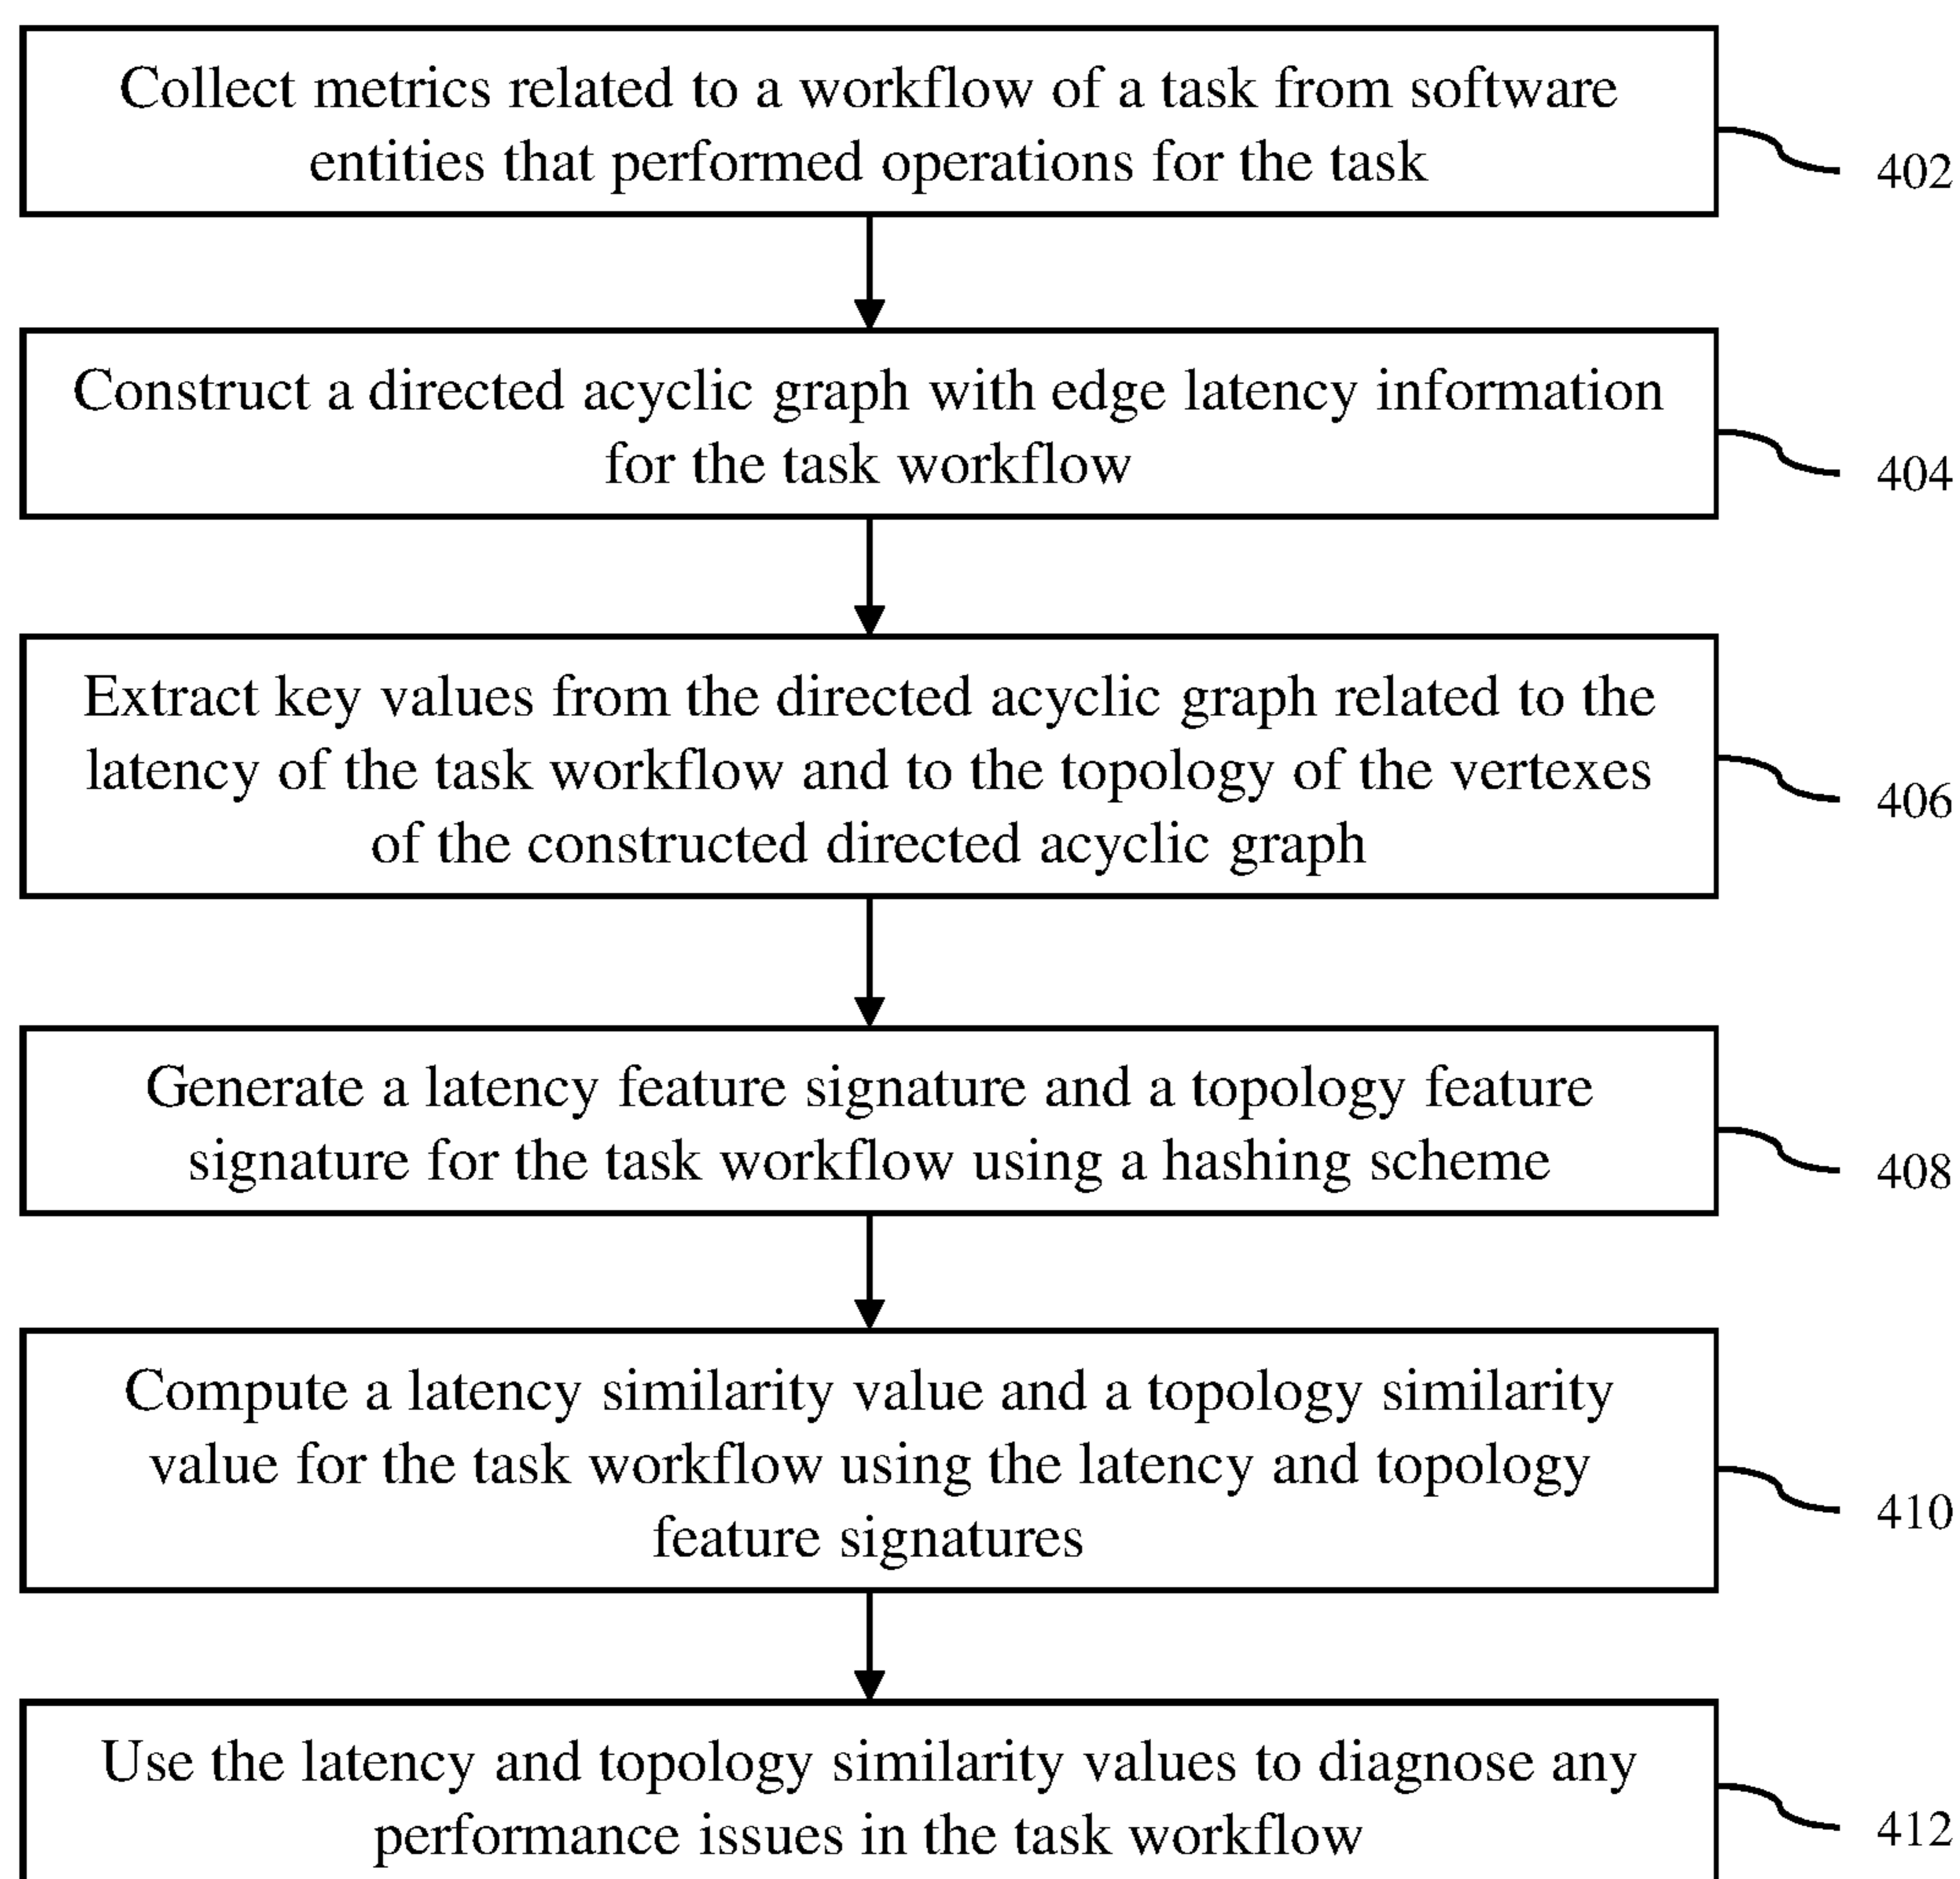 Collect metrics related to a workflow of a task from software
entities that performed operations for the task
402
Construct a directed acyclic graph with edge latency information
for the task workflow
404
Extract key values from the directed acyclic graph related to the
latency of the task workflow and to the topology of the vertexes
of the constructed directed acyclic graph
406
Generate a latency feature signature and a topology feature
signature for the task workflow using a hashing scheme
408
Compute a latency similarity value and a topology similarity
value for the task workflow using the latency and topology
feature signatures
410
Use the latency and topology similarity values to diagnose any
performance issues in the task workflow
412